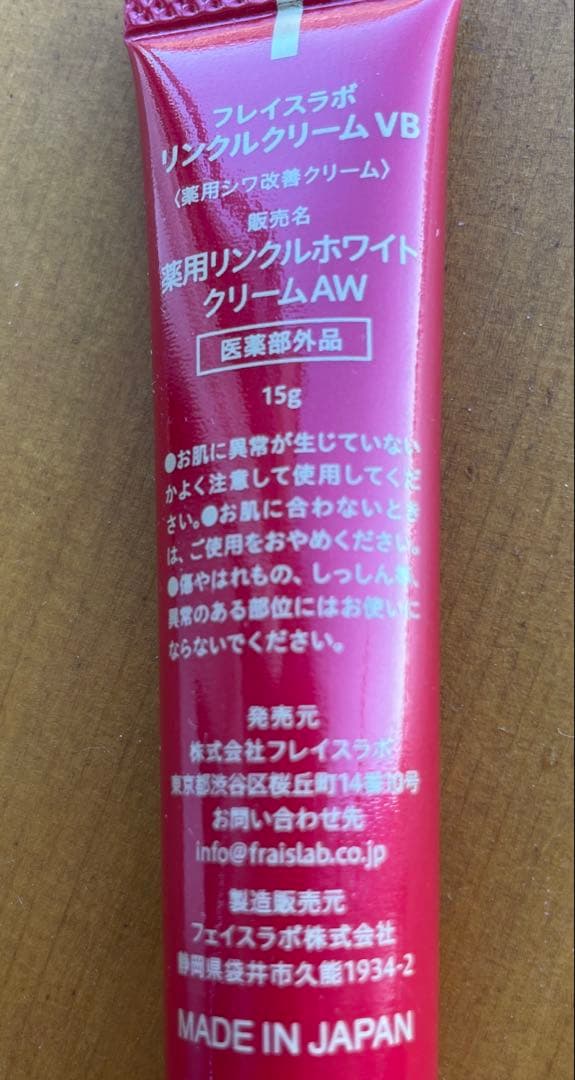 フレイスラボ
リンクルクリーム VB
〈薬用シワ改善クリーム〉
販売名
薬用リンクルホワイト
クリームAW
医薬部外品
15g
●お肌に異常が生じていない
かよく注意して使用してくだ
さい。●お肌に合わないとき
は、ご使用をおやめください。
●傷やはれもの、しっしん等、
異常のある部位にはお使いに
ならないでください。
発売元
株式会社フレイスラボ
東京都渋谷区桜丘町14番10号
お問い合わせ先
info@fraislab.co.jp
製造販売元
フェイスラボ株式会社
静岡県袋井市久能1934-2
MADE IN JAPAN